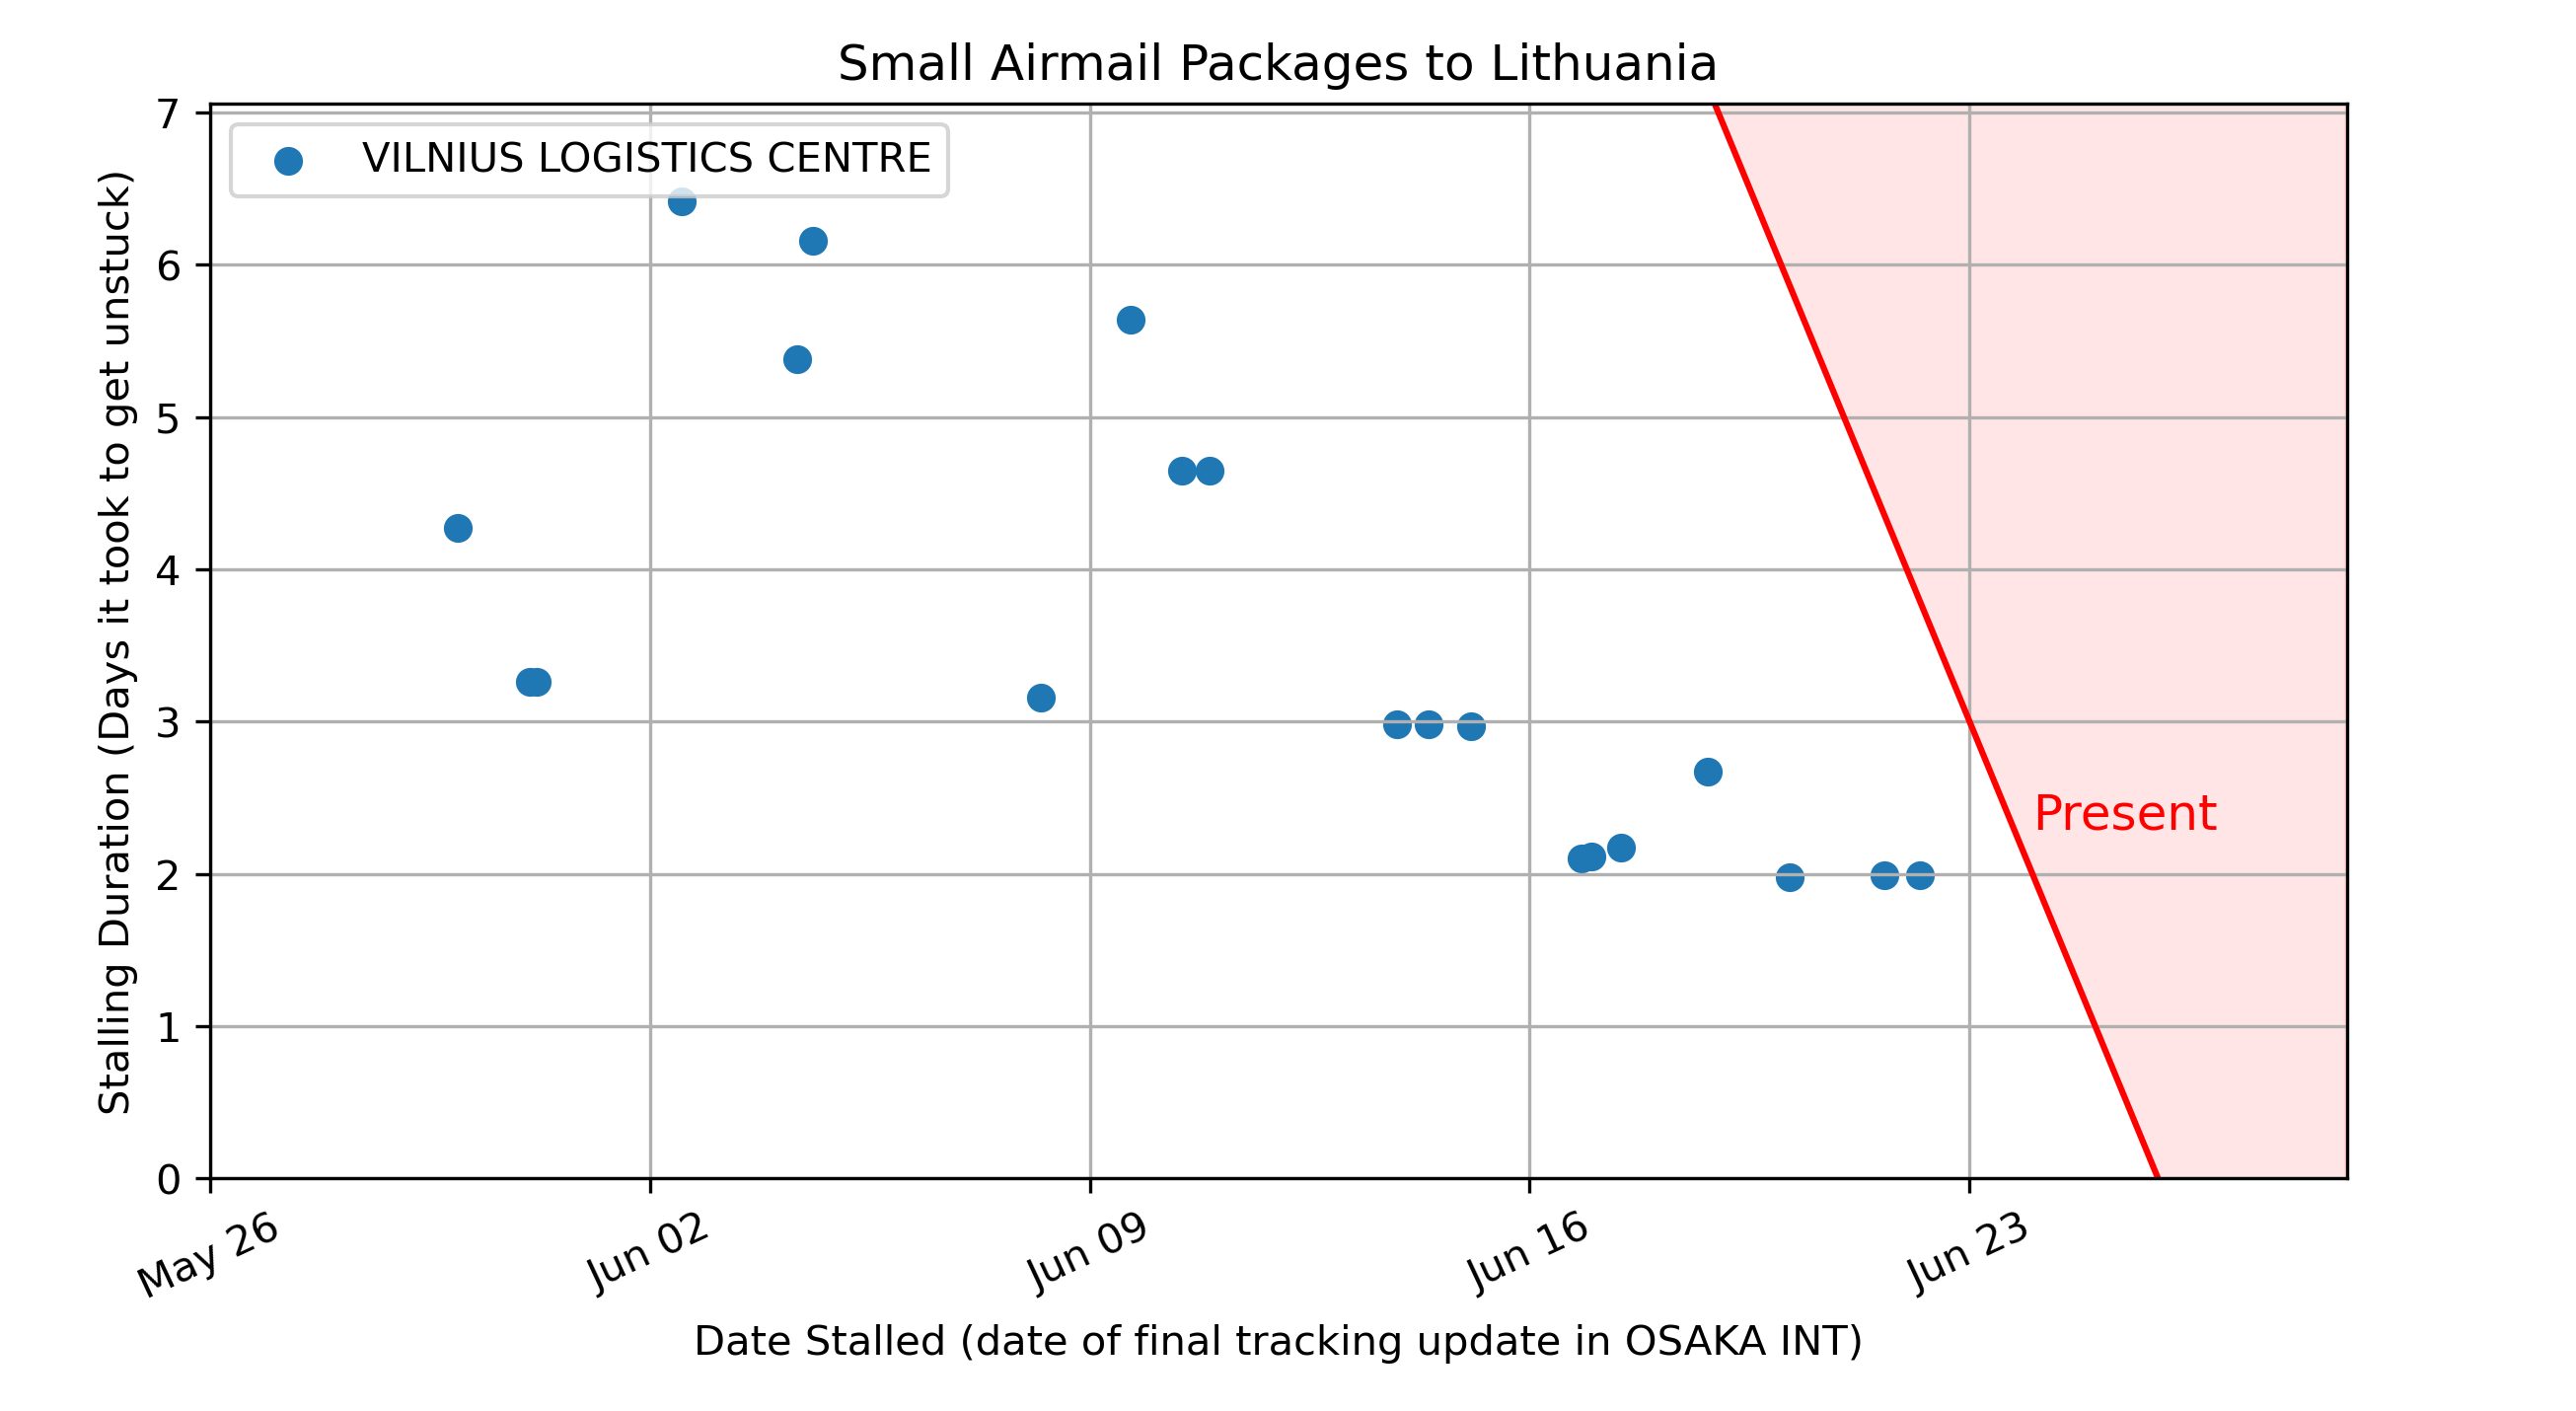 Small Airmail Packages to Lithuania
VILNIUS LOGISTICS CENTRE
Stalling Duration (Days it took to get unstuck)
7
6
5
4
3
2
1
0
Present
May 26
Jun 02
Jun 09
Jun 16
Jun 23
Date Stalled (date of final tracking update in OSAKA INT)